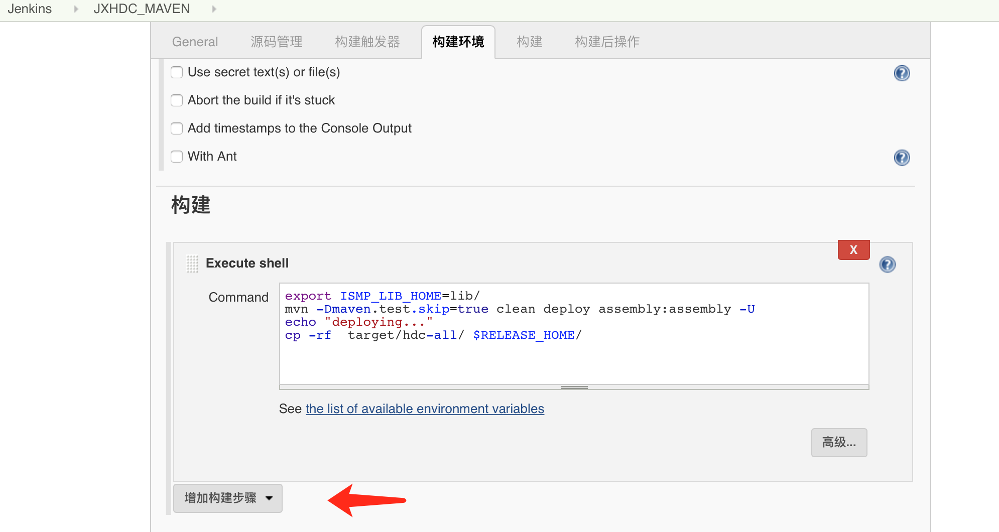 Jenkins JXHDC_MAVEN
General 源码管理 构建触发器 构建环境 构建 构建后操作
Use secret text(s) or file(s)
Abort the build if it's stuck
Add timestamps to the Console Output
With Ant
构建
X
Execute shell
Command
export ISMP_LIB_HOME=lib/
mvn -Dmaven.test.skip=true clean deploy assembly:assembly -U
echo "deploying..."
cp -rf  target/hdc-all/ $RELEASE_HOME/
See the list of available environment variables
高级...
增加构建步骤